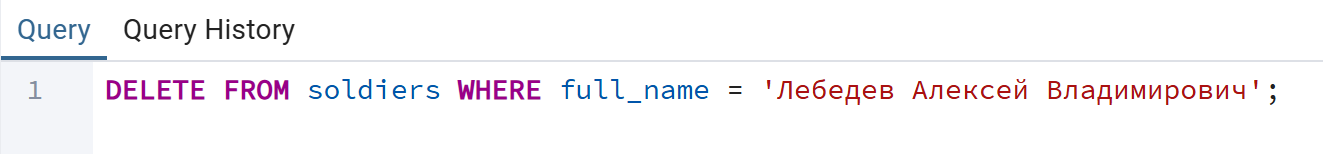 Query Query History
1 DELETE FROM soldiers WHERE full_name = 'Лебедев Алексей Владимирович';